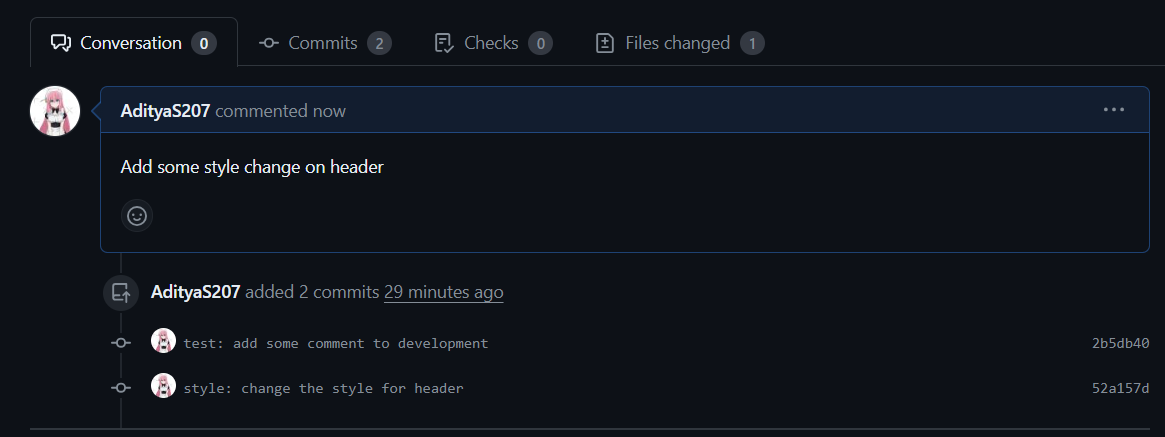 Conversation 0 Commits 2 Checks 0 Files changed 1
AdityaS207 commented now
Add some style change on header
AdityaS207 added 2 commits 29 minutes ago
test: add some comment to development 2b5db40
style: change the style for header 52a157d